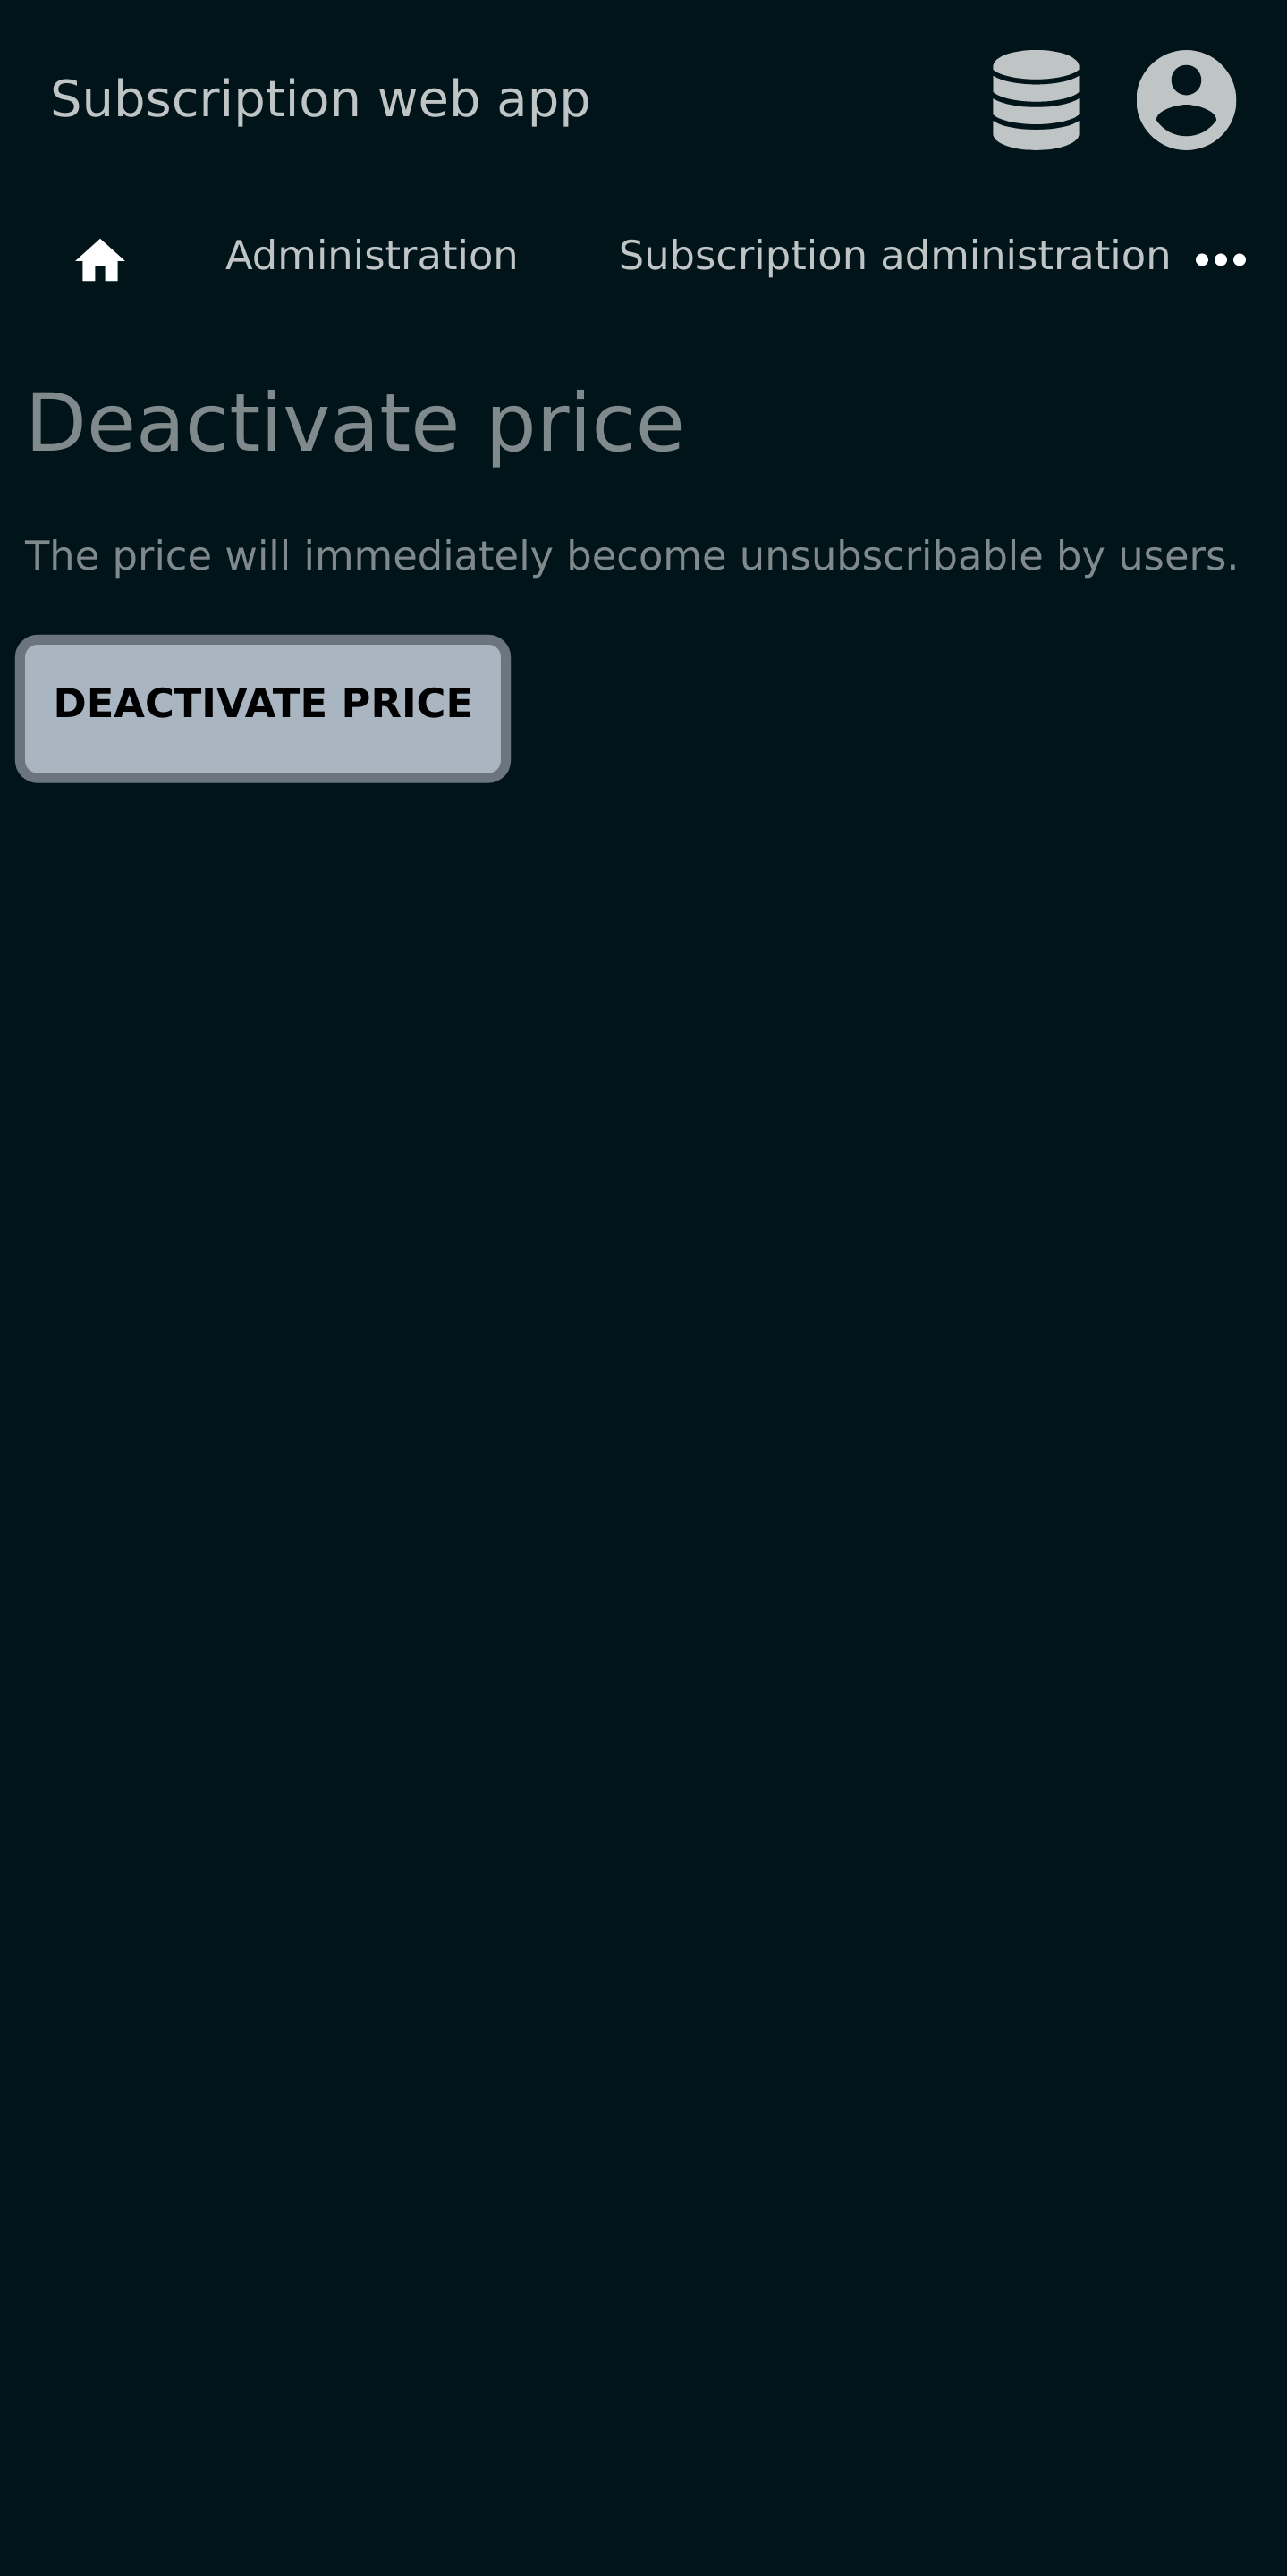 Subscription web app
Administration
Subscription administration
Deactivate price
The price will immediately become unsubscribable by users.
DEACTIVATE PRICE